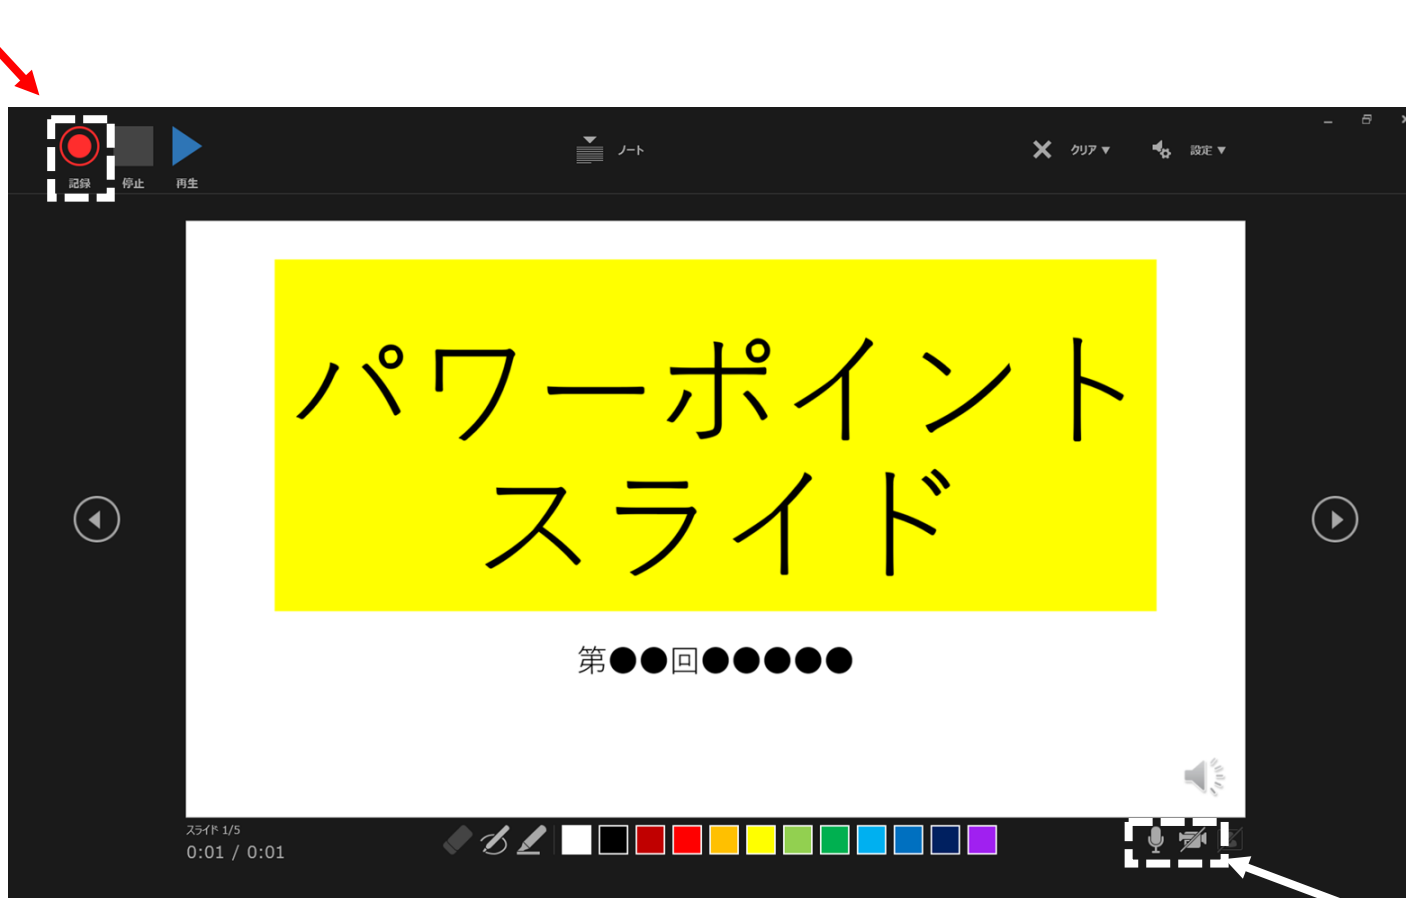 記録 停止 再生
ノート
クリア▼ 設定▼
パワーポイント
スライド
第●●回●●●●●
スライド 1/5
0:01 / 0:01